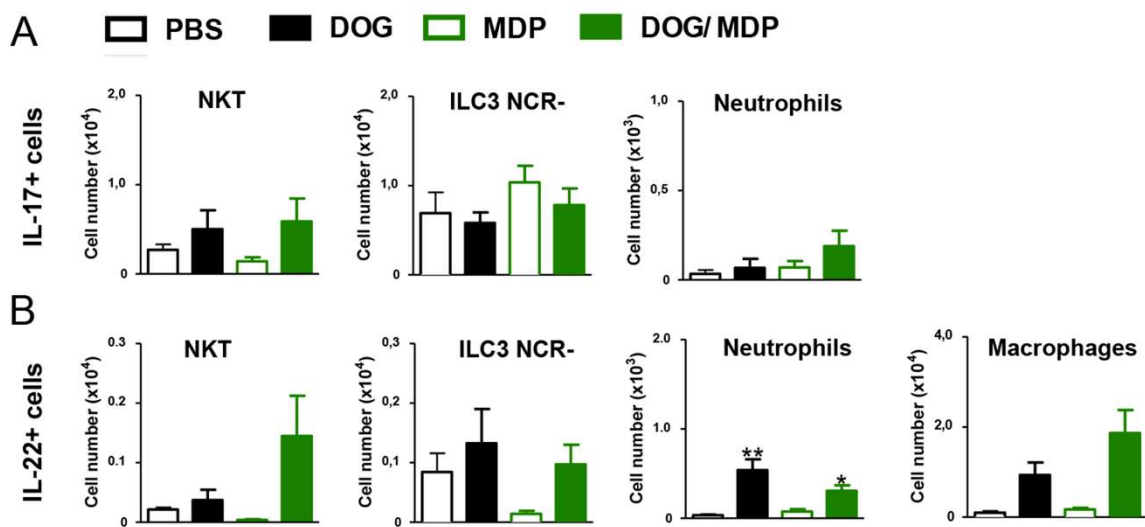 A
PBS DOG MDP DOG/ MDP
IL-17+ cells
NKT
Cell number (x10⁴)
2,0
1,0
0
ILC3 NCR-
Cell number (x10⁴)
2,0
1,0
0
Neutrophils
Cell number (x10³)
1,0
0,5
0
B
IL-22+ cells
NKT
Cell number (x10⁴)
0.3
0.2
0.1
0
ILC3 NCR-
Cell number (x10⁴)
0,3
0,2
0,1
0
Neutrophils
Cell number (x10³)
2.0
1.0
0
**
*
Macrophages
Cell number (x10⁴)
4,0
2,0
0